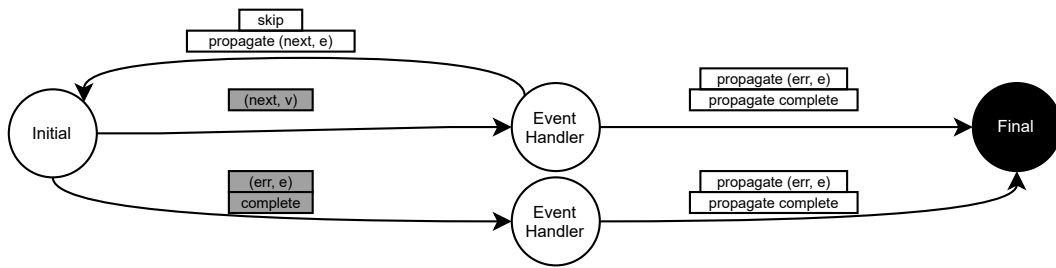 skip
propagate (next, e)
Initial
(next, v)
Event
Handler
propagate (err, e)
propagate complete
Final
(err, e)
complete
Event
Handler
propagate (err, e)
propagate complete